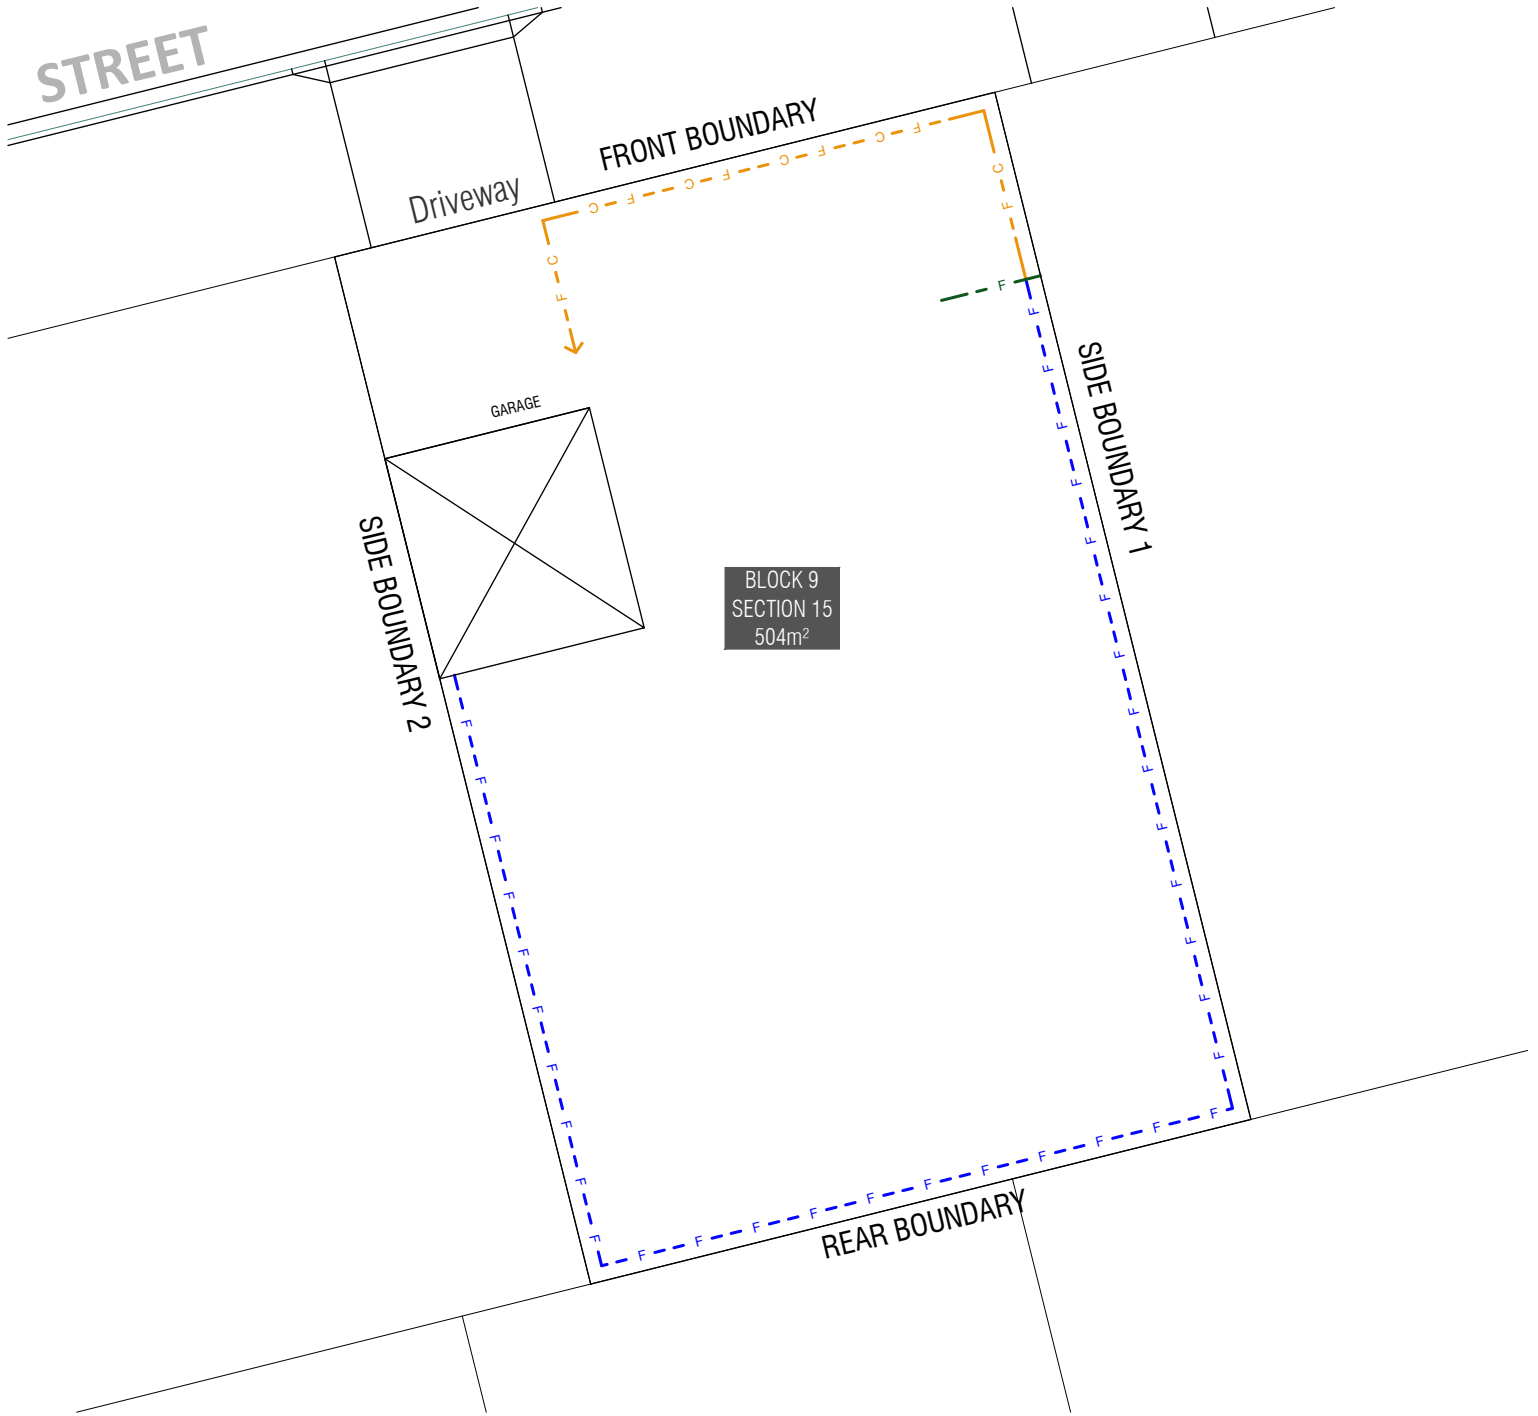 STREET
FRONT BOUNDARY
Driveway
F C F C F C F C
C F
C F
F
GARAGE
SIDE BOUNDARY 1
SIDE BOUNDARY 2
BLOCK 9
SECTION 15
504m²
F F F F F F F F F F F F F F
F F F F F F F F F F
F F F F F F F F F F F
REAR BOUNDARY